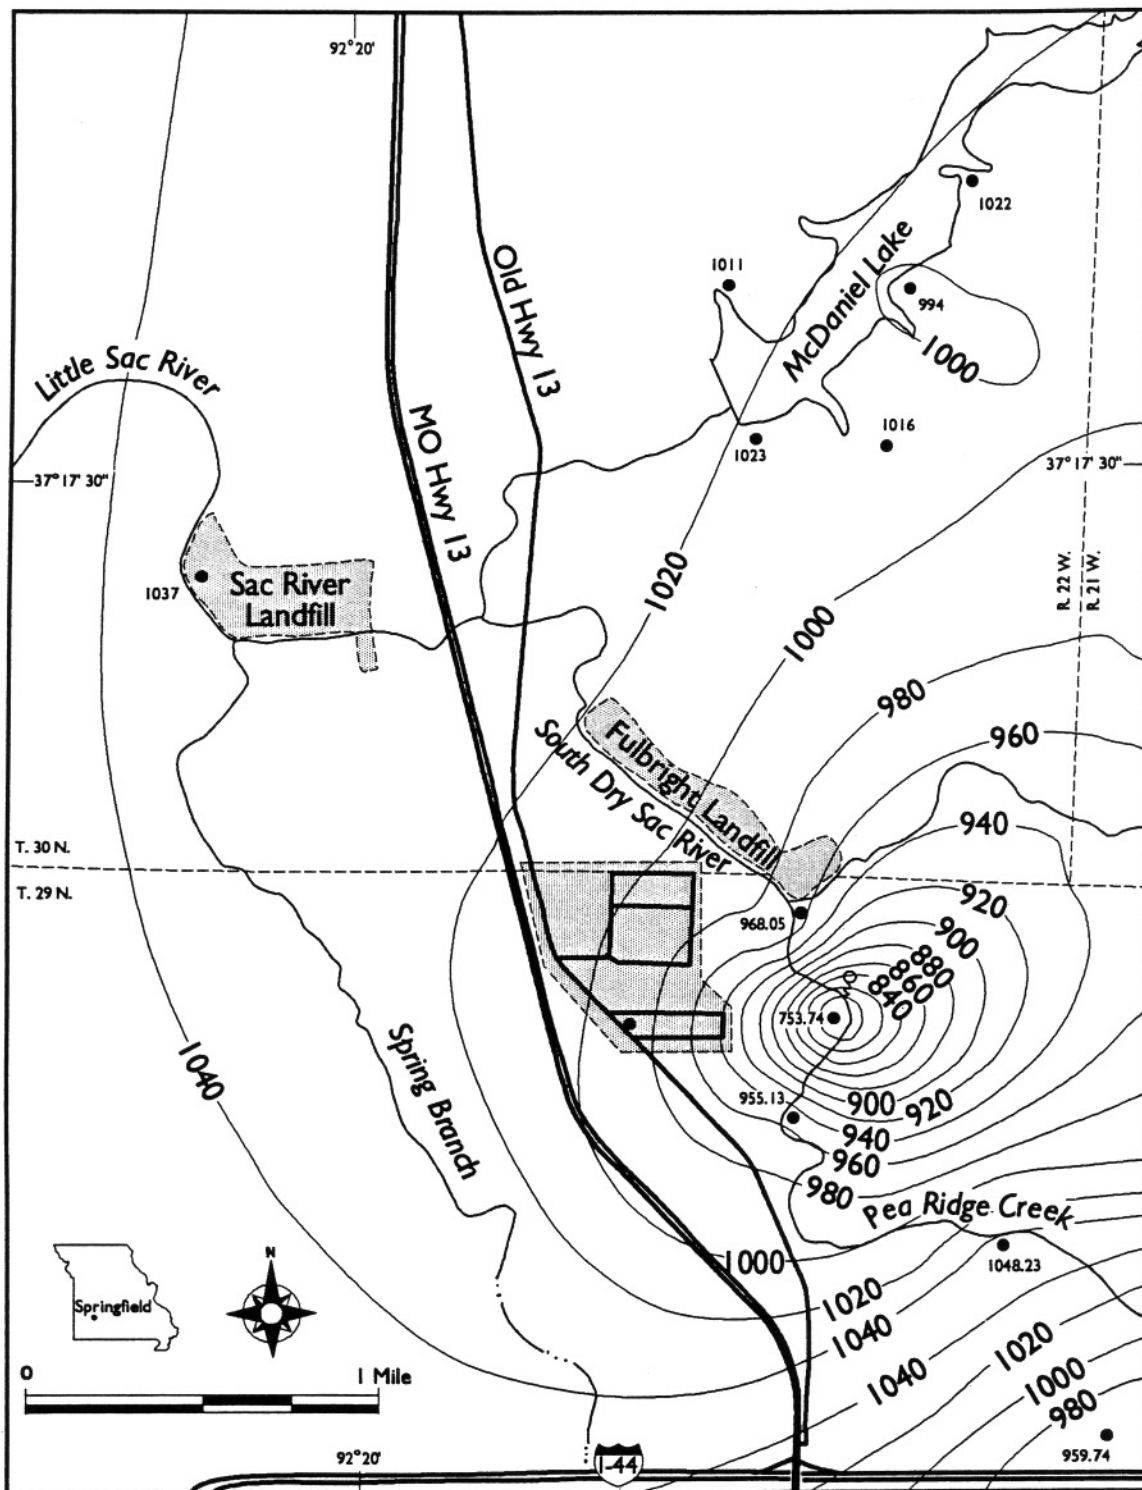 92°20'
1022
1011
Old Hwy 13
McDaniel Lake
994
1000
Little Sac River
MO Hwy 13
1023
1016
37° 17' 30"
37° 17' 30"
1037
Sac River
Landfill
1020
1000
R. 22 W.
R. 21 W.
980
960
Fulbright Landfill
South Dry Sac River
940
T. 30 N.
T. 29 N.
920
968.05
900
880
860
840
753.74
1040
Spring Branch
955.13
900
920
940
960
980
Pea Ridge Creek
1048.23
N
1000
Springfield
1020
1040
1020
1040
1000
980
0
1 Mile
92°20'
I-44
959.74